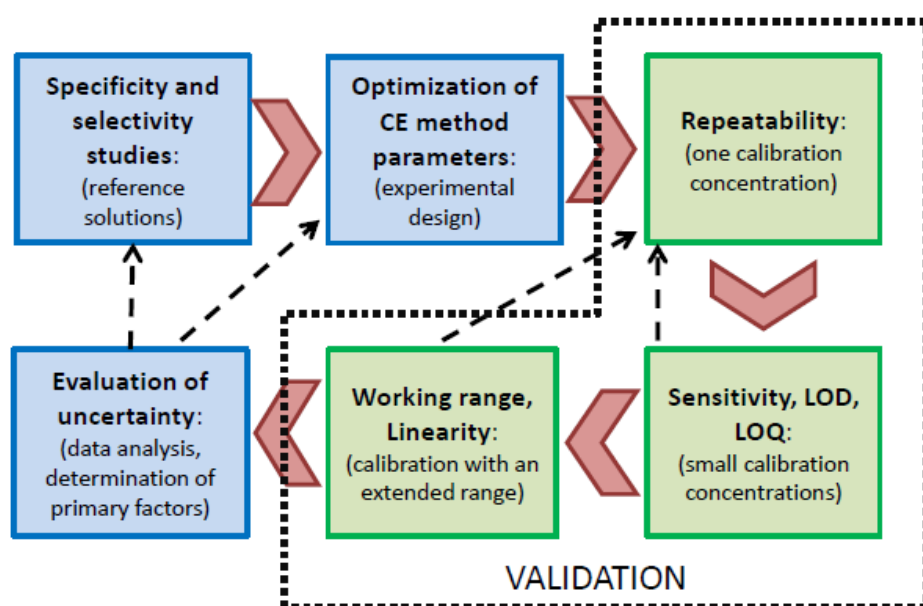 Specificity and
selectivity
studies:
(reference
solutions)
Optimization of
CE method
parameters:
(experimental
design)
Repeatability:
(one calibration
concentration)
Evaluation of
uncertainty:
(data analysis,
determination of
primary factors)
Working range,
Linearity:
(calibration with an
extended range)
Sensitivity, LOD,
LOQ:
(small calibration
concentrations)
VALIDATION